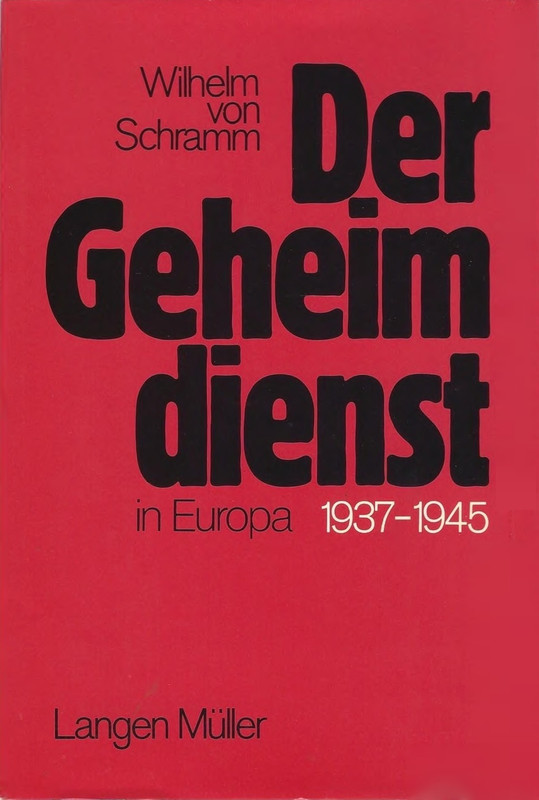 Wilhelm
von
Schramm
Der
Geheim
dienst
in Europa 1937-1945
Langen Müller